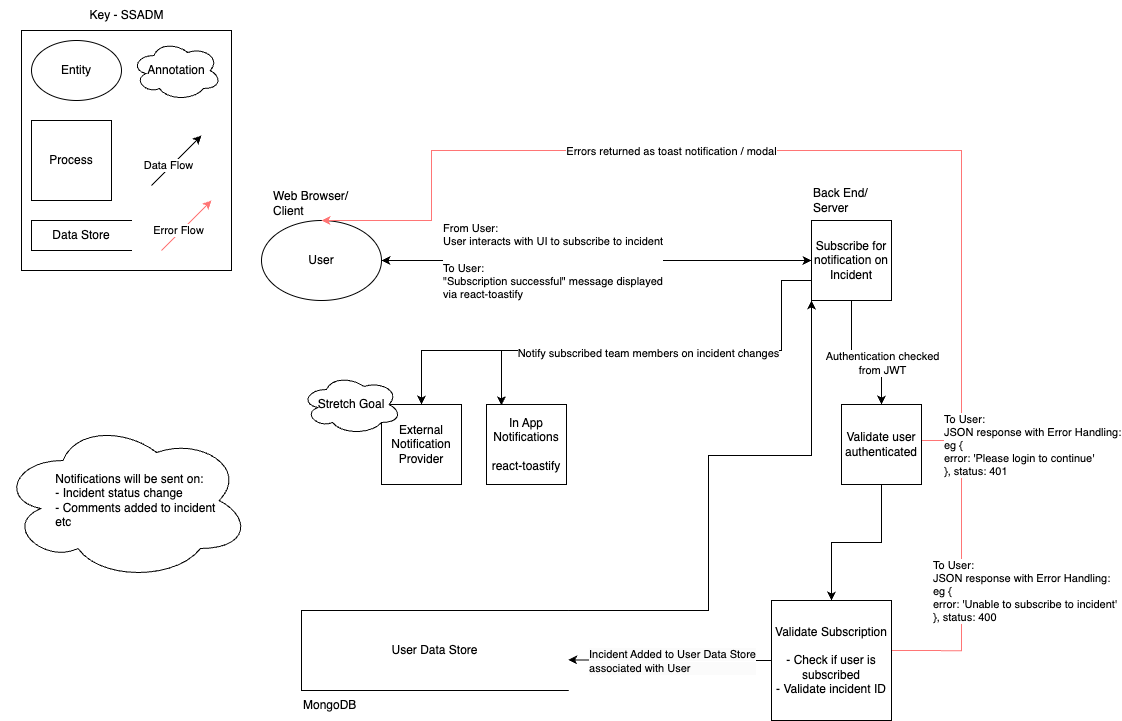 Key - SSADM
Entity
Annotation
Process
Data Flow
Data Store
Error Flow
Errors returned as toast notification / modal
Web Browser/
Client
User
From User:
User interacts with UI to subscribe to incident
To User:
"Subscription successful" message displayed
via react-toastify
Back End/
Server
Subscribe for
notification on
Incident
Notify subscribed team members on incident changes
Authentication checked
from JWT
Stretch Goal
External
Notification
Provider
In App
Notifications
react-toastify
Validate user
authenticated
To User:
JSON response with Error Handling:
eg {
error: 'Please login to continue'
}, status: 401
Notifications will be sent on:
- Incident status change
- Comments added to incident
etc
To User:
JSON response with Error Handling:
eg {
error: 'Unable to subscribe to incident'
}, status: 400
Validate Subscription
- Check if user is
subscribed
- Validate incident ID
Incident Added to User Data Store
associated with User
User Data Store
MongoDB